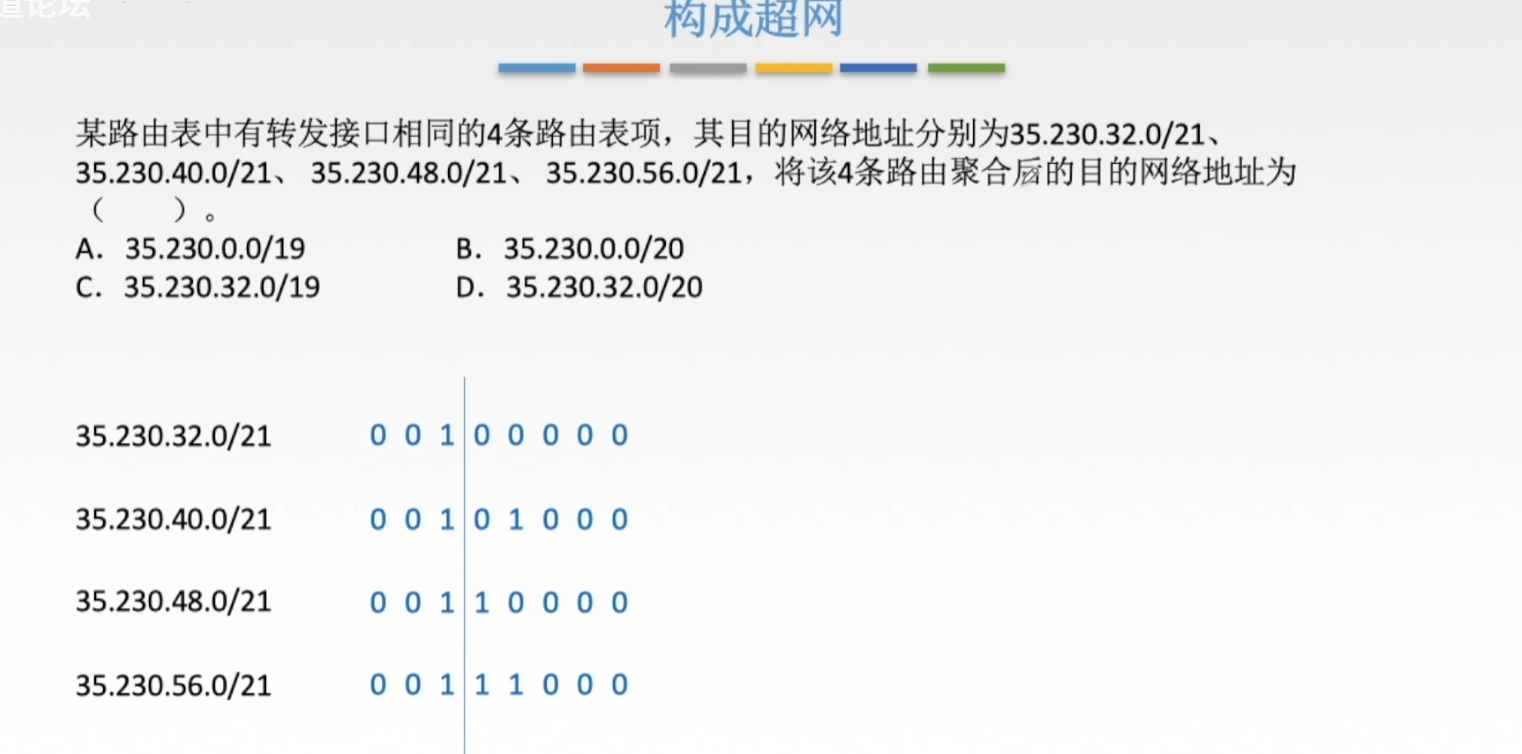 道论坛
构成超网
某路由表中有转发接口相同的4条路由表项，其目的网络地址分别为35.230.32.0/21、
35.230.40.0/21、 35.230.48.0/21、 35.230.56.0/21，将该4条路由聚合后的目的网络地址为
（ ）。
A. 35.230.0.0/19 B. 35.230.0.0/20
C. 35.230.32.0/19 D. 35.230.32.0/20
35.230.32.0/21 0 0 1 0 0 0 0 0
35.230.40.0/21 0 0 1 0 1 0 0 0
35.230.48.0/21 0 0 1 1 0 0 0 0
35.230.56.0/21 0 0 1 1 1 0 0 0